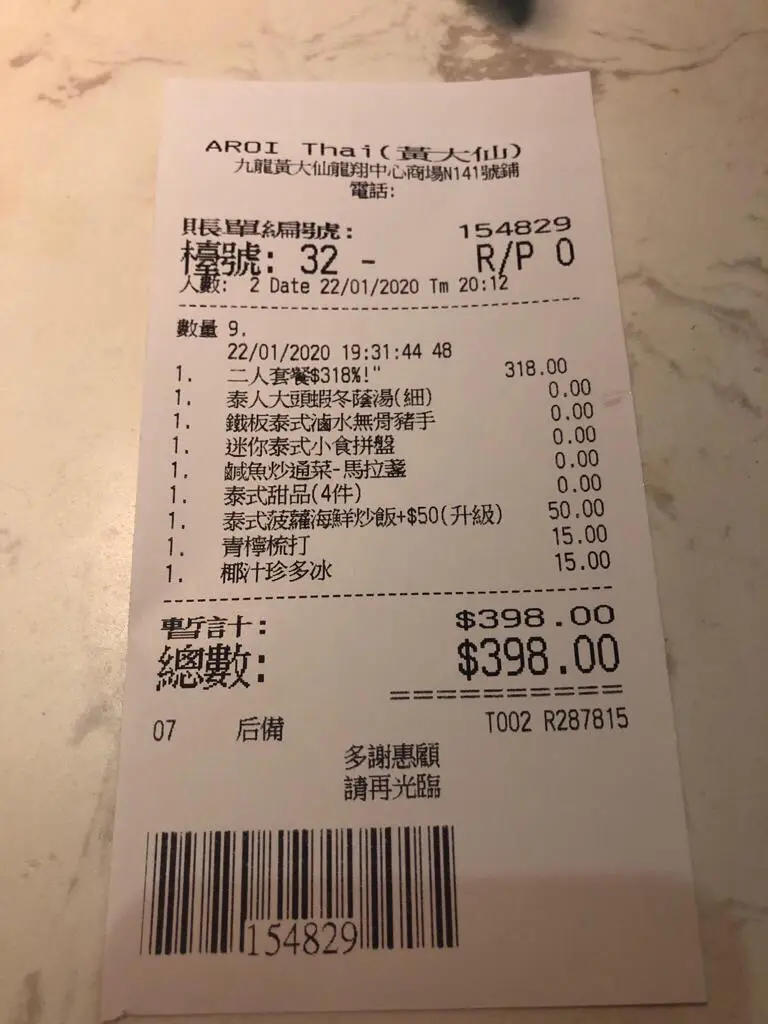 AROI Thai(黃大仙)
九龍黃大仙龍翔中心商場N141號鋪
電話:
賬單編號: 154829
檯號: 32 - R/P 0
人數: 2 Date 22/01/2020 Tm 20:12
數量 9.
22/01/2020 19:31:44 48
1. 二人套餐$318%!" 318.00
1. 泰人大頭蝦冬蔭湯(細) 0.00
1. 鐵板泰式滷水無骨豬手 0.00
1. 迷你泰式小食拼盤 0.00
1. 鹹魚炒通菜-馬拉盞 0.00
1. 泰式甜品(4件) 0.00
1. 泰式菠蘿海鮮炒飯+$50(升級) 50.00
1. 青檸梳打 15.00
1. 椰汁珍多冰 15.00
暫計: $398.00
總數: $398.00
07 后備 T002 R287815
多謝惠顧
請再光臨
154829